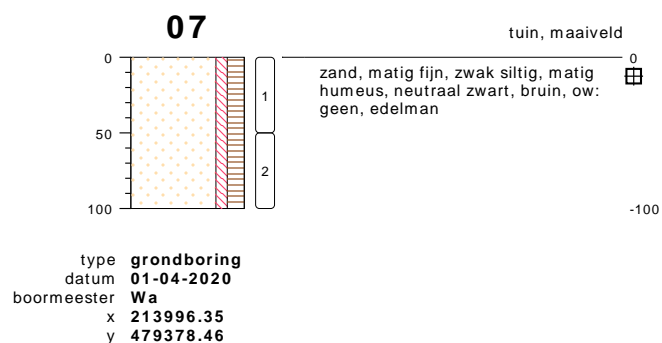 07
tuin, maaiveld
0
0
zand, matig fijn, zwak siltig, matig
humeus, neutraal zwart, bruin, ow:
geen, edelman
1
50
2
100
-100
type grondboring
datum 01-04-2020
boormeester Wa
x 213996.35
y 479378.46